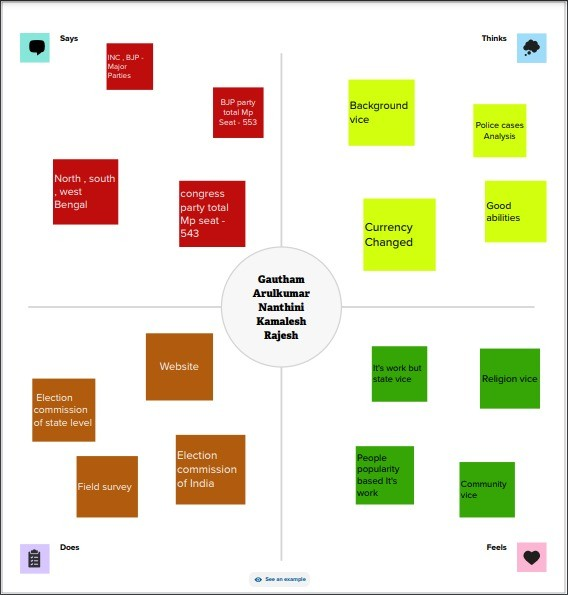 Says
INC , BJP -
Major
Parties
BJP party
total Mp
Seat - 553
North , south
, west
Bengal
congress
party total
Mp seat -
543
Thinks
Background
vice
Police cases
Analysis
Currency
Changed
Good
abilities
Gautham
Arulkumar
Nanthini
Kamalesh
Rajesh
Website
Election
commission
of state level
Election
commission
of India
Field survey
Does
It's work but
state vice
Religion vice
People
popularity
based It's
work
Community
vice
Feels
See an example